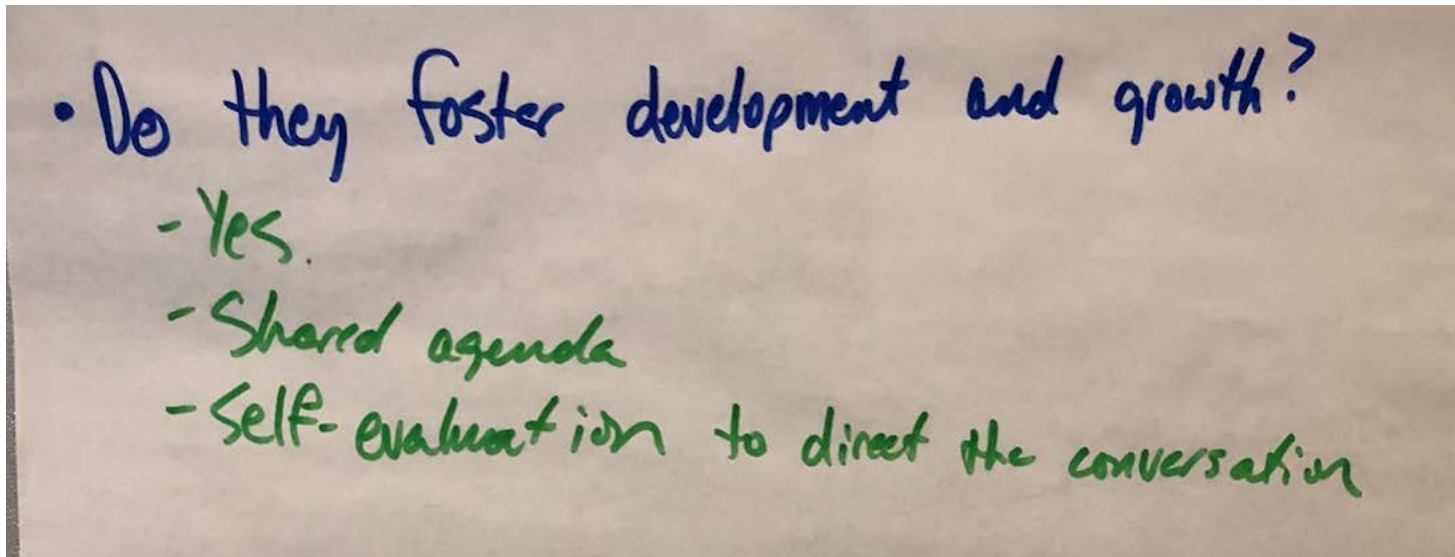 • Do they foster development and growth?
- Yes.
- Shared agenda
- Self-evaluation to direct the conversation